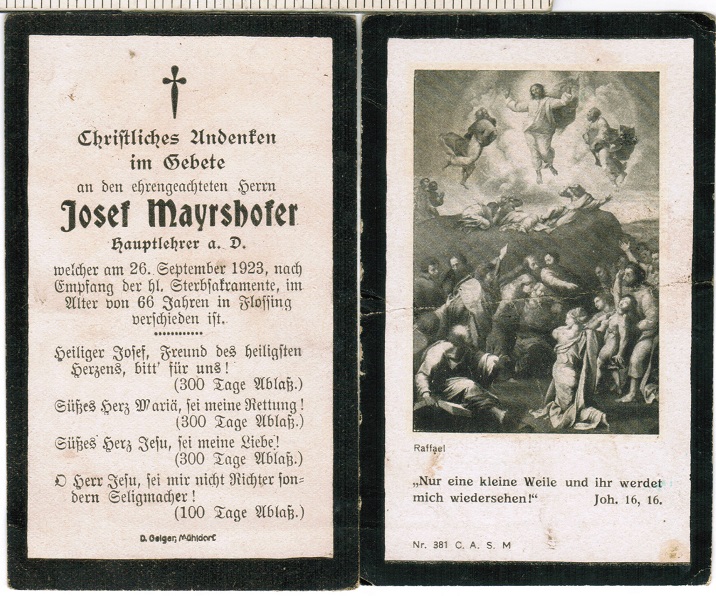 Christliches Andenken
im Gebete
an den ehrengeachteten Herrn
Josef Mayrshofer
Hauptlehrer a. D.
welcher am 26. September 1923, nach
Empfang der hl. Sterbsakramente, im
Alter von 66 Jahren in Flossing
verschieden ist.
Heiliger Josef, Freund des heiligsten
Herzens, bitt' für uns!
(300 Tage Ablaß.)
Süßes Herz Mariä, sei meine Rettung!
(300 Tage Ablaß.)
Süßes Herz Jesu, sei meine Liebe!
(300 Tage Ablaß.)
O Herr Jesu, sei mir nicht Richter son-
dern Seligmacher!
(100 Tage Ablaß.)
D. Geiger, Mühldorf.
Raffael
„Nur eine kleine Weile und ihr werdet
mich wiedersehen!“ Joh. 16, 16.
Nr. 381 C. A. S. M